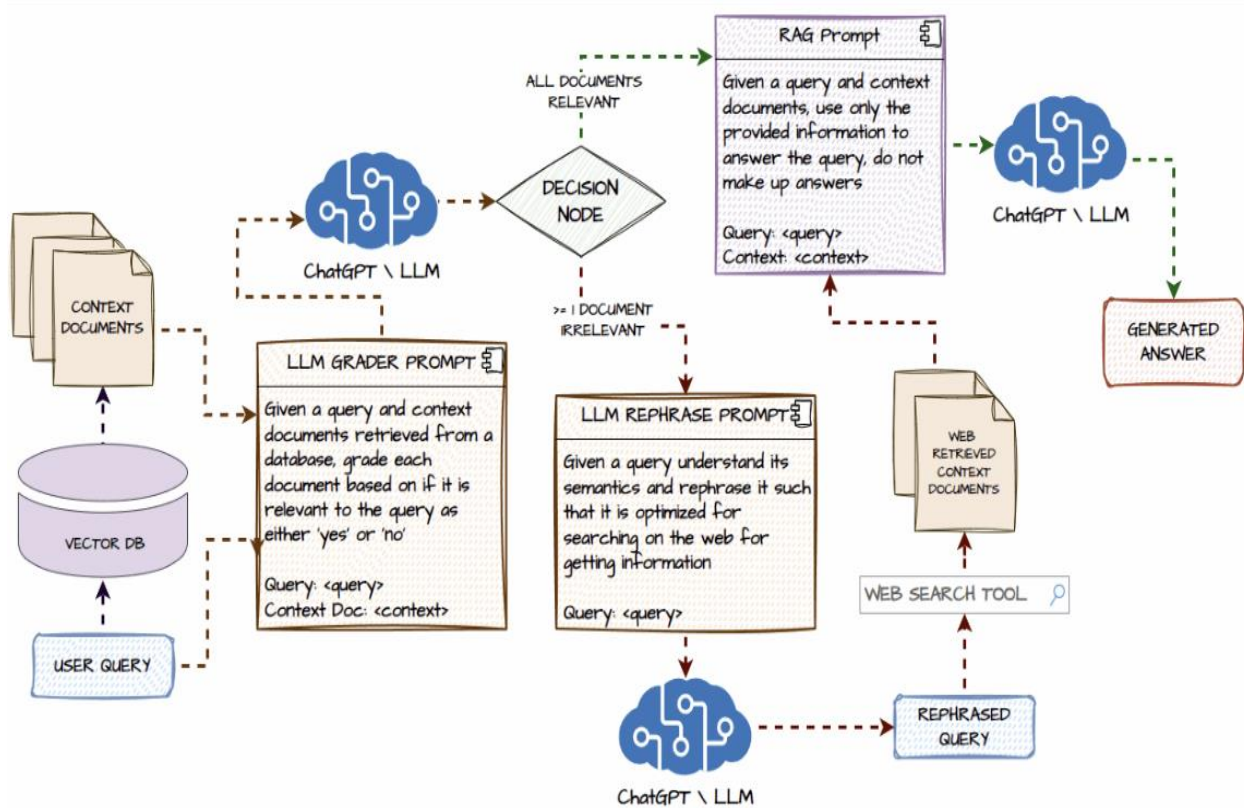 USER QUERY
VECTOR DB
CONTEXT
DOCUMENTS
LLM GRADER PROMPT
Given a query and context
documents retrieved from a
database, grade each
document based on if it is
relevant to the query as
either 'yes' or 'no'
Query: <query>
Context Doc: <context>
ChatGPT \ LLM
DECISION
NODE
ALL DOCUMENTS
RELEVANT
>= 1 DOCUMENT
IRRELEVANT
LLM REPHRASE PROMPT
Given a query understand its
semantics and rephrase it such
that it is optimized for
searching on the web for
getting information
Query: <query>
ChatGPT \ LLM
REPHRASED
QUERY
WEB SEARCH TOOL
WEB
RETRIEVED
CONTEXT
DOCUMENTS
RAG Prompt
Given a query and context
documents, use only the
provided information to
answer the query, do not
make up answers
Query: <query>
Context: <context>
ChatGPT \ LLM
GENERATED
ANSWER